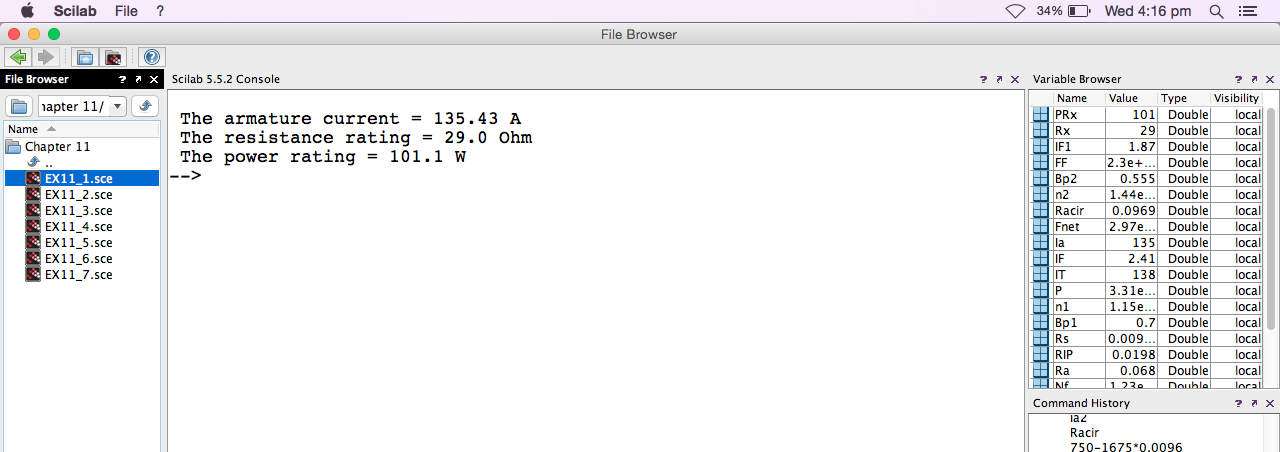 Scilab File ? 34% Wed 4:16 pm
File Browser
File Browser ? Scilab 5.5.2 Console ? Variable Browser ?
hapter 11/
Name
Chapter 11
..
EX11_1.sce
EX11_2.sce
EX11_3.sce
EX11_4.sce
EX11_5.sce
EX11_6.sce
EX11_7.sce
The armature current = 135.43 A
The resistance rating = 29.0 Ohm
The power rating = 101.1 W
-->
Name Value Type Visibility
PRx 101 Double local
Rx 29 Double local
IF1 1.87 Double local
FF 2.3e+... Double local
Bp2 0.555 Double local
n2 1.44e... Double local
Racir 0.0969 Double local
Fnet 2.97e... Double local
Ia 135 Double local
IF 2.41 Double local
IT 138 Double local
P 3.31e... Double local
n1 1.15e... Double local
Bp1 0.7 Double local
Rs 0.009... Double local
RIP 0.0198 Double local
Ra 0.068 Double local
Nf 1.23e Double local
Command History ?
Ia2
Racir
750-1675*0.0096